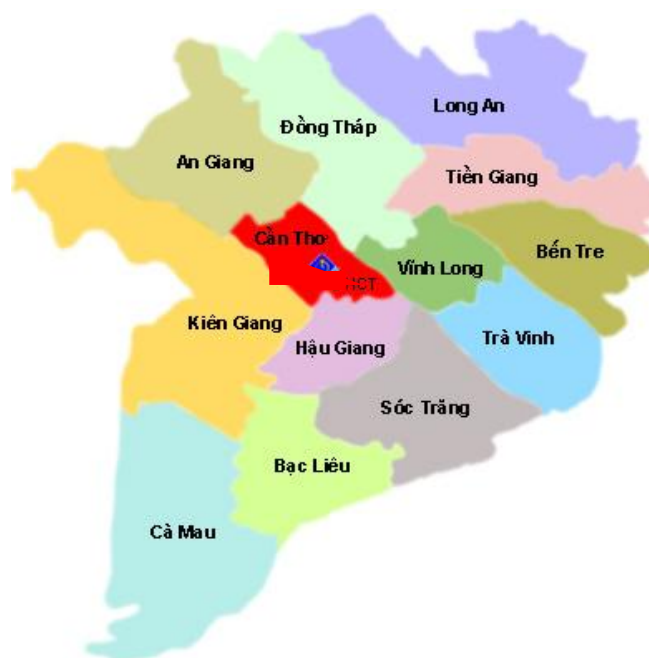 Long An
Đồng Tháp
An Giang
Tiền Giang
Cần Thơ
Bến Tre
Vĩnh Long
Kiên Giang
Trà Vinh
Hậu Giang
Sóc Trăng
Bạc Liêu
Cà Mau